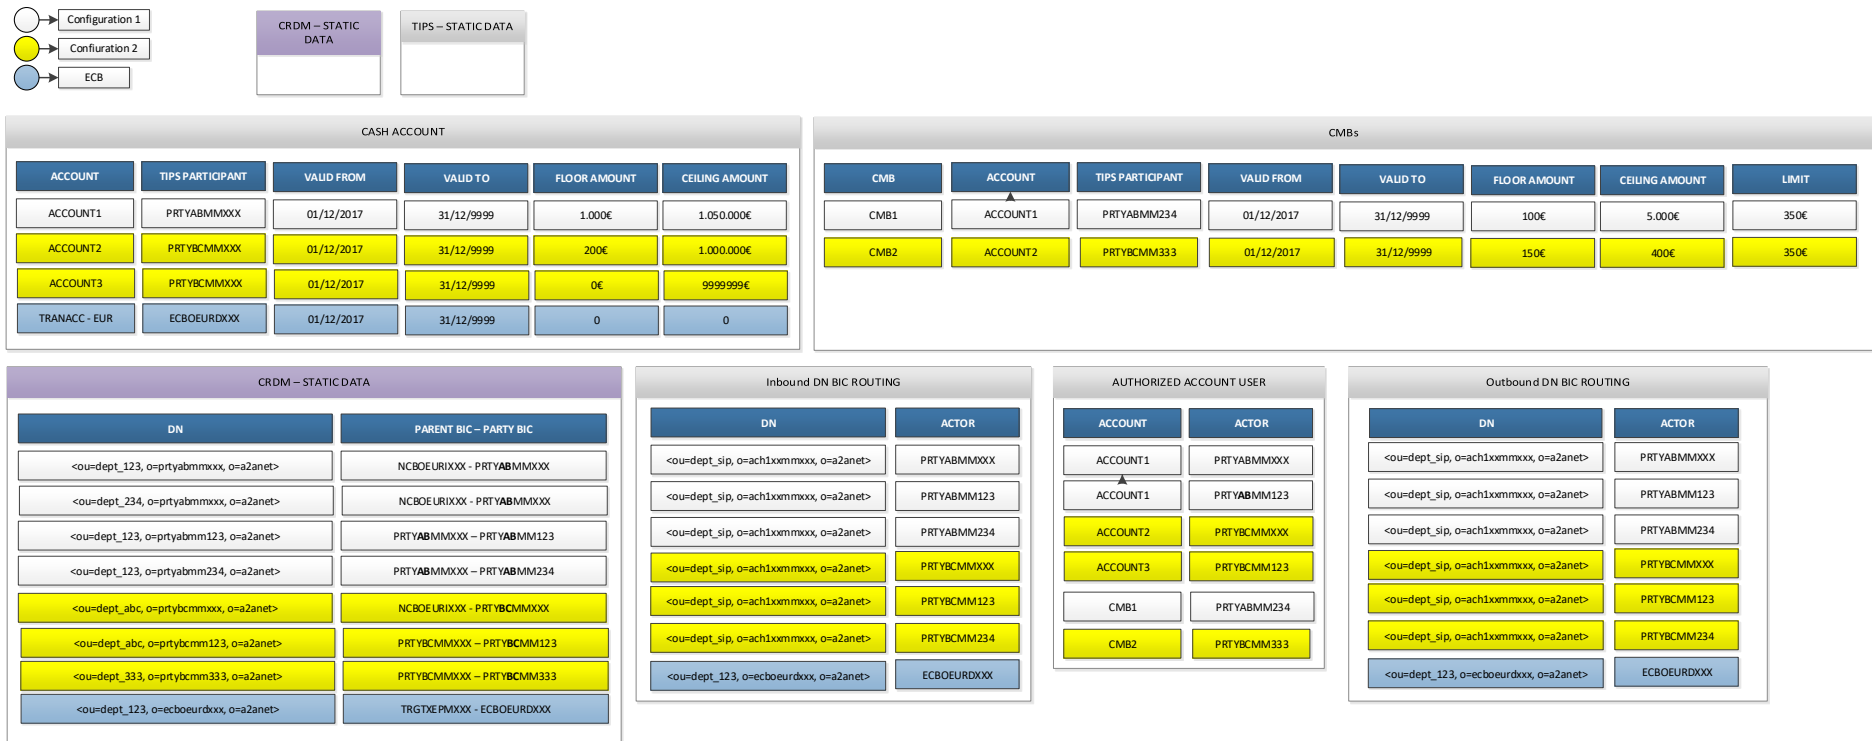 Configuration 1
Confiuration 2
ECB
CRDM – STATIC
DATA
TIPS – STATIC DATA
CASH ACCOUNT
ACCOUNT TIPS PARTICIPANT VALID FROM VALID TO FLOOR AMOUNT CEILING AMOUNT
ACCOUNT1 PRTYABMMXXX 01/12/2017 31/12/9999 1.000€ 1.050.000€
ACCOUNT2 PRTYBCMMXXX 01/12/2017 31/12/9999 200€ 1.000.000€
ACCOUNT3 PRTYBCMMXXX 01/12/2017 31/12/9999 0€ 9999999€
TRANACC - EUR ECBOEURDXXX 01/12/2017 31/12/9999 0 0
CMBs
CMB ACCOUNT TIPS PARTICIPANT VALID FROM VALID TO FLOOR AMOUNT CEILING AMOUNT LIMIT
CMB1 ACCOUNT1 PRTYABMM234 01/12/2017 31/12/9999 100€ 5.000€ 350€
CMB2 ACCOUNT2 PRTYBCMM333 01/12/2017 31/12/9999 150€ 400€ 350€
CRDM – STATIC DATA
DN PARENT BIC – PARTY BIC
<ou=dept_123, o=prtyabmmxxx, o=a2anet> NCBOEURIXXX - PRTYABMMXXX
<ou=dept_234, o=prtyabmmxxx, o=a2anet> NCBOEURIXXX - PRTYABMMXXX
<ou=dept_123, o=prtyabmm123, o=a2anet> PRTYABMMXXX – PRTYABMM123
<ou=dept_123, o=prtyabmm234, o=a2anet> PRTYABMMXXX – PRTYABMM234
<ou=dept_abc, o=prtybcmmxxx, o=a2anet> NCBOEURIXXX - PRTYBCMMXXX
<ou=dept_abc, o=prtybcmm123, o=a2anet> PRTYBCMMXXX – PRTYBCMM123
<ou=dept_333, o=prtybcmm333, o=a2anet> PRTYBCMMXXX – PRTYBCMM333
<ou=dept_123, o=ecboeurdxxx, o=a2anet> TRGTXEPMXXX - ECBOEURDXXX
Inbound DN BIC ROUTING
DN ACTOR
<ou=dept_sip, o=ach1xxmmxxx, o=a2anet> PRTYABMMXXX
<ou=dept_sip, o=ach1xxmmxxx, o=a2anet> PRTYABMM123
<ou=dept_sip, o=ach1xxmmxxx, o=a2anet> PRTYABMM234
<ou=dept_sip, o=ach1xxmmxxx, o=a2anet> PRTYBCMMXXX
<ou=dept_sip, o=ach1xxmmxxx, o=a2anet> PRTYBCMM123
<ou=dept_sip, o=ach1xxmmxxx, o=a2anet> PRTYBCMM234
<ou=dept_123, o=ecboeurdxxx, o=a2anet> ECBOEURDXXX
AUTHORIZED ACCOUNT USER
ACCOUNT ACTOR
ACCOUNT1 PRTYABMMXXX
ACCOUNT1 PRTYABMM123
ACCOUNT2 PRTYBCMMXXX
ACCOUNT3 PRTYBCMM123
CMB1 PRTYABMM234
CMB2 PRTYBCMM333
Outbound DN BIC ROUTING
DN ACTOR
<ou=dept_sip, o=ach1xxmmxxx, o=a2anet> PRTYABMMXXX
<ou=dept_sip, o=ach1xxmmxxx, o=a2anet> PRTYABMM123
<ou=dept_sip, o=ach1xxmmxxx, o=a2anet> PRTYABMM234
<ou=dept_sip, o=ach1xxmmxxx, o=a2anet> PRTYBCMMXXX
<ou=dept_sip, o=ach1xxmmxxx, o=a2anet> PRTYBCMM123
<ou=dept_sip, o=ach1xxmmxxx, o=a2anet> PRTYBCMM234
<ou=dept_123, o=ecboeurdxxx, o=a2anet> ECBOEURDXXX